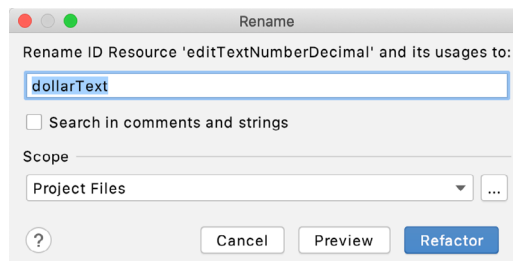 Rename
Rename ID Resource 'editTextNumberDecimal' and its usages to:
dollarText
Search in comments and strings
Scope
Project Files ...
? Cancel Preview Refactor